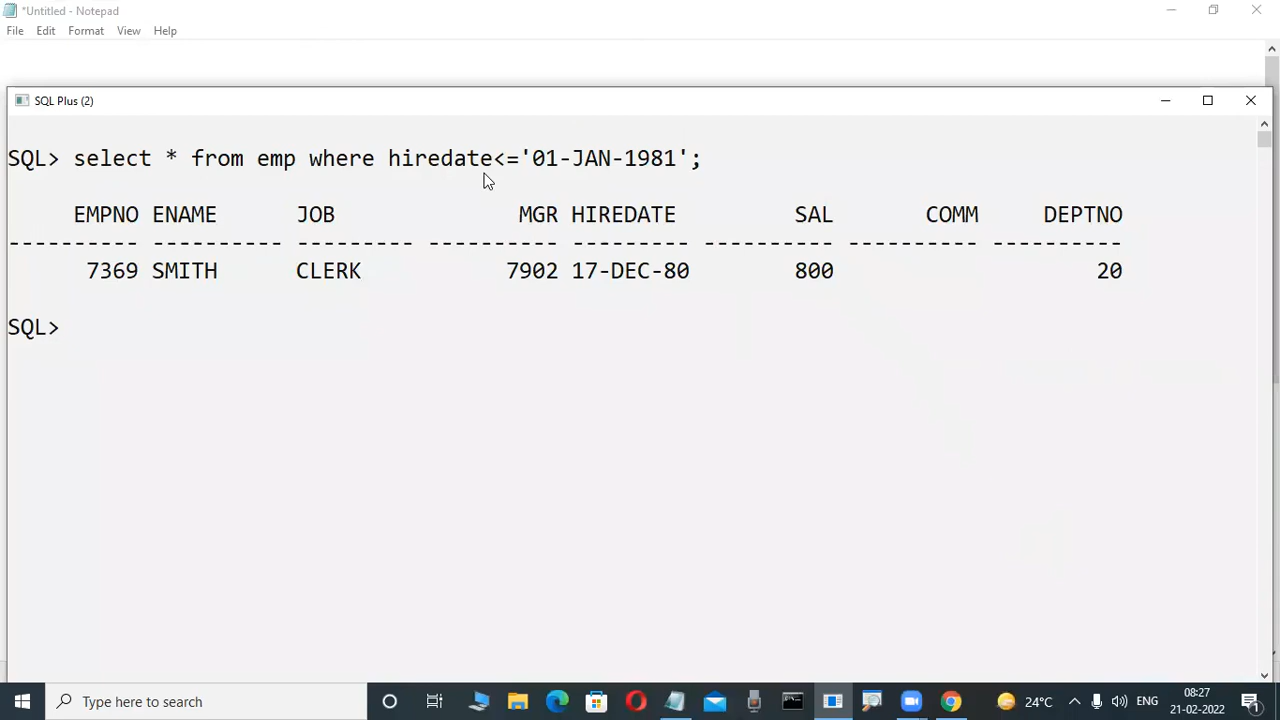 *Untitled - Notepad
File Edit Format View Help
SQL Plus (2)
SQL> select * from emp where hiredate<='01-JAN-1981';
EMPNO ENAME JOB MGR HIREDATE SAL COMM DEPTNO
---------- ---------- --------- ---------- --------- ---------- ---------- ----------
7369 SMITH CLERK 7902 17-DEC-80 800 20
SQL>
Type here to search 24°C ENG 08:27
21-02-2022 1